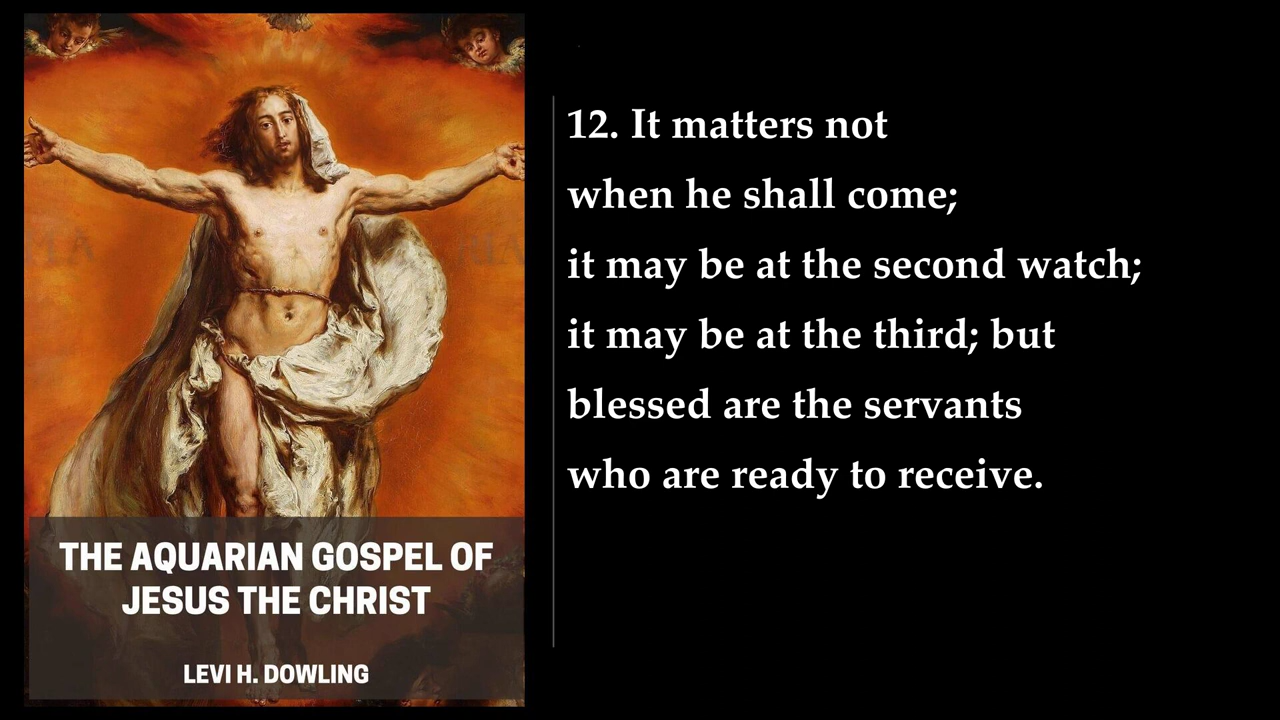 THE AQUARIAN GOSPEL OF
JESUS THE CHRIST
LEVI H. DOWLING
12. It matters not
when he shall come;
it may be at the second watch;
it may be at the third; but
blessed are the servants
who are ready to receive.